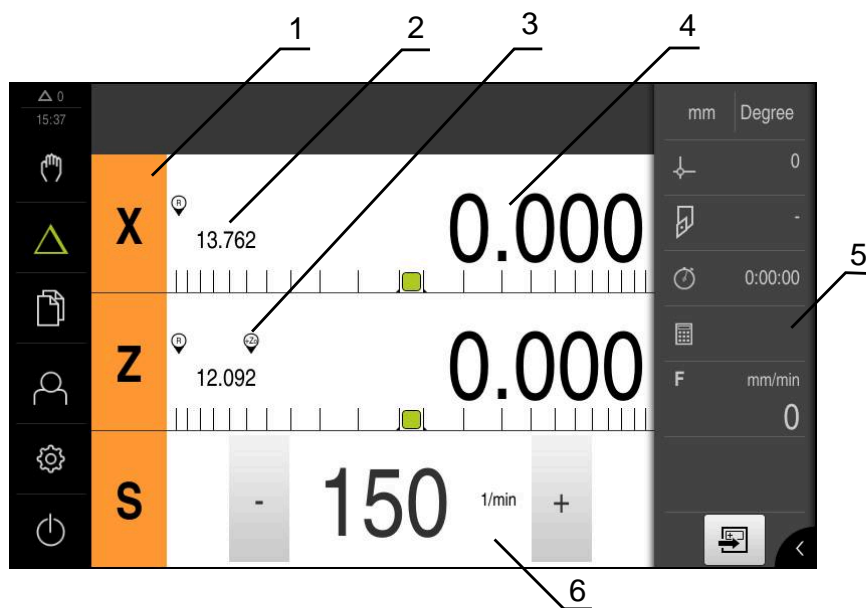 1 2 3 4
△ 0
15:37
mm Degree
0
X
R
13.762
0.000
-
5
0:00:00
Z
R +Z0
12.092
0.000
F mm/min
0
S
- 150 1/min +
<
6